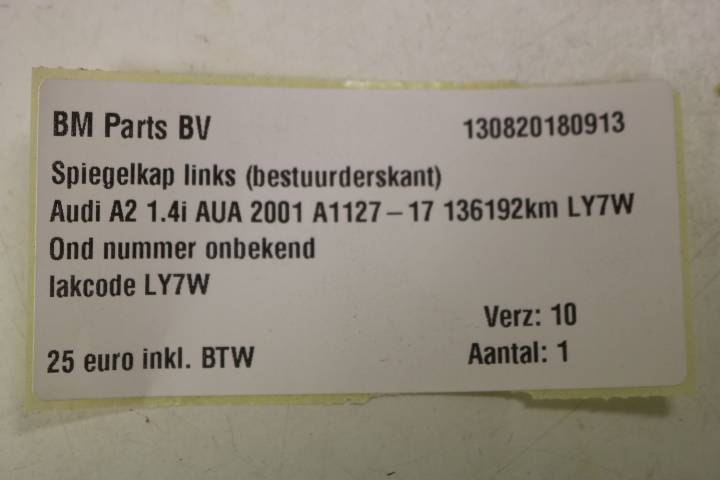 BM Parts BV 130820180913
Spiegelkap links (bestuurderskant)
Audi A2 1.4i AUA 2001 A1127-17 136192km LY7W
Ond nummer onbekend
lakcode LY7W
Verz: 10
25 euro inkl. BTW Aantal: 1